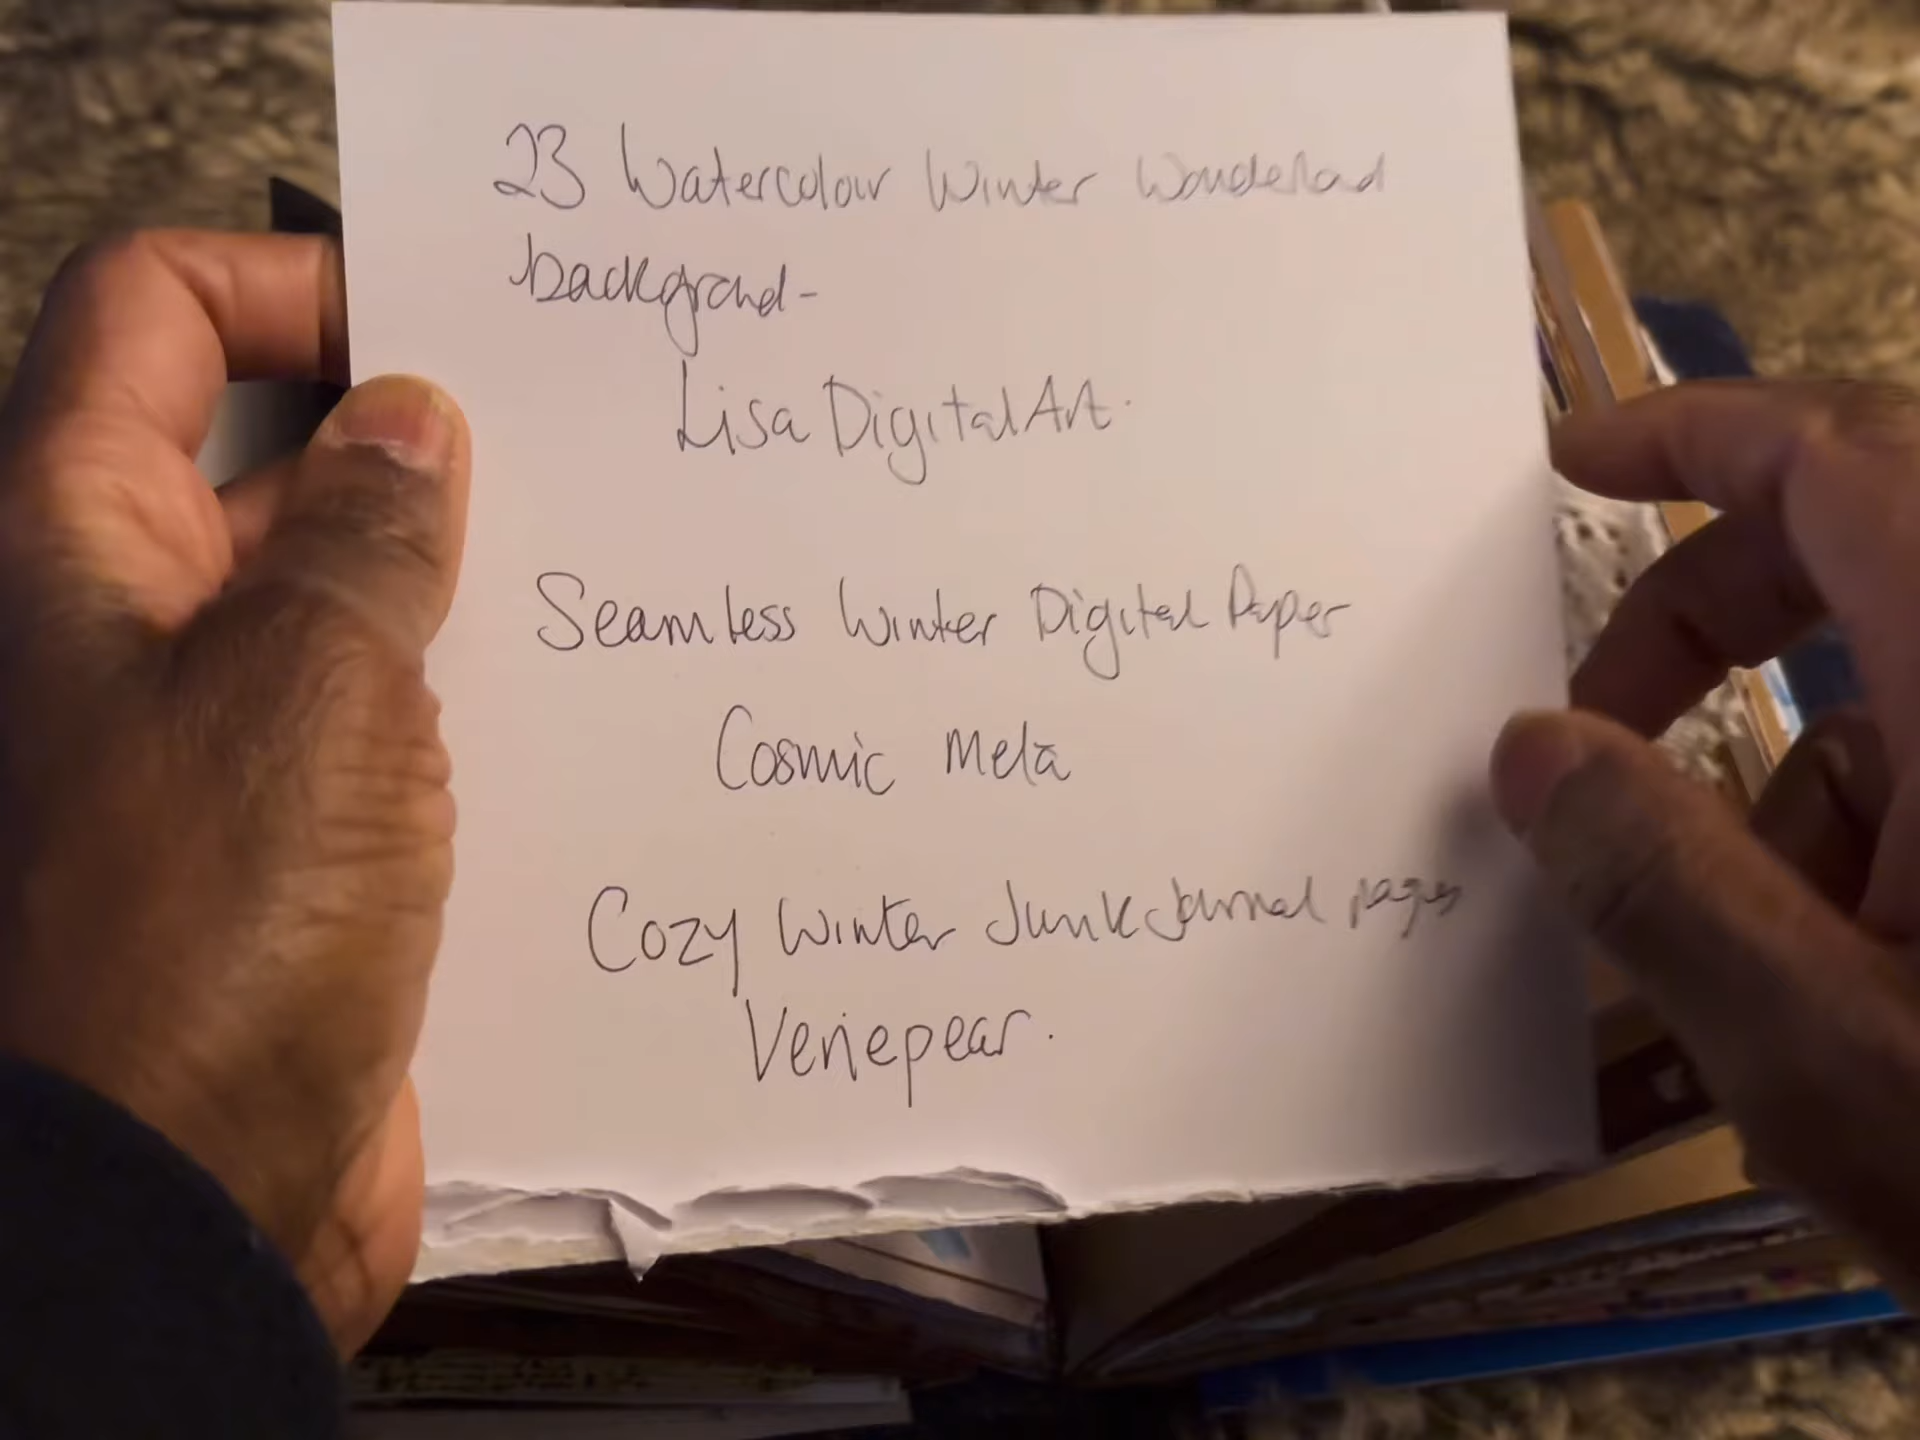 23 Watercolour Winter Wonderland
background-
Lisa Digital Art.
Seamless Winter Digital Paper
Cosmic Mela
Cozy Winter Junk Journal pages
Veriepear.